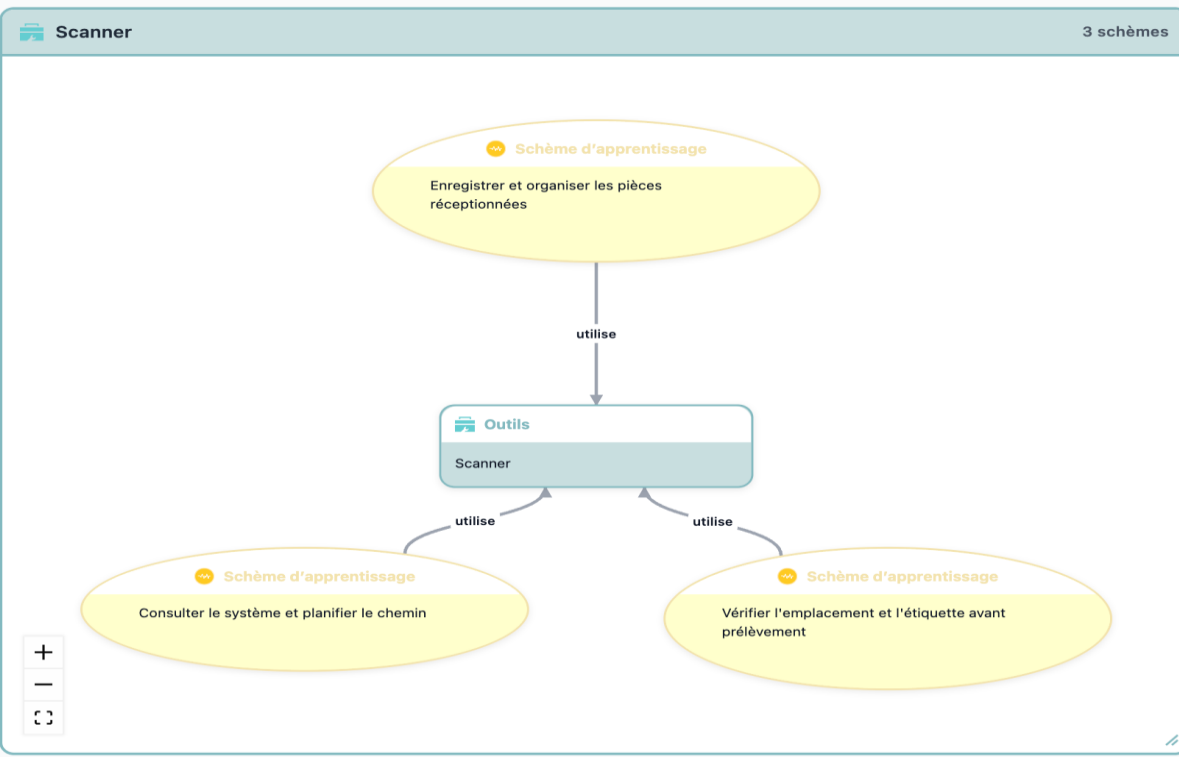 Scanner
3 schèmes
Schème d'apprentissage
Enregistrer et organiser les pièces
réceptionnées
utilise
Outils
Scanner
utilise
utilise
Schème d'apprentissage
Consulter le système et planifier le chemin
Schème d'apprentissage
Vérifier l'emplacement et l'étiquette avant
prélèvement